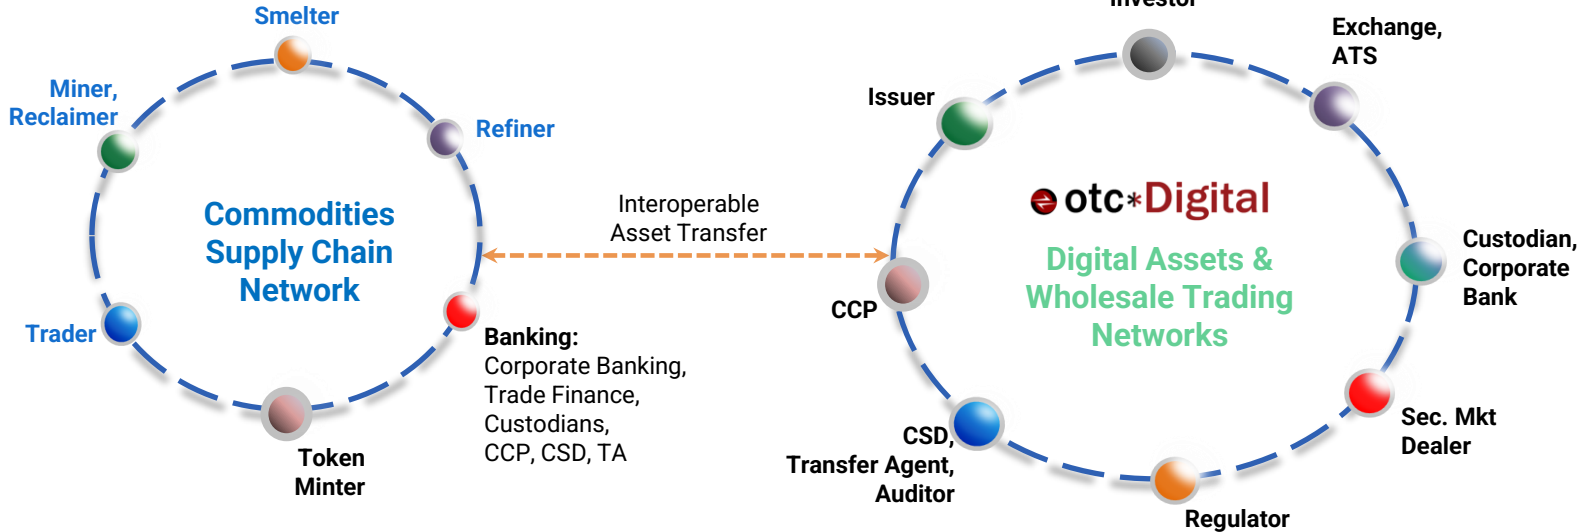 Smelter
Miner,
Reclaimer
Refiner
Commodities
Supply Chain
Network
Trader
Token
Minter
Banking:
Corporate Banking,
Trade Finance,
Custodians,
CCP, CSD, TA
Interoperable
Asset Transfer
Investor
Exchange,
ATS
Issuer
otc*Digital
Digital Assets &
Wholesale Trading
Networks
Custodian,
Corporate
Bank
CCP
Sec. Mkt
Dealer
CSD,
Transfer Agent,
Auditor
Regulator